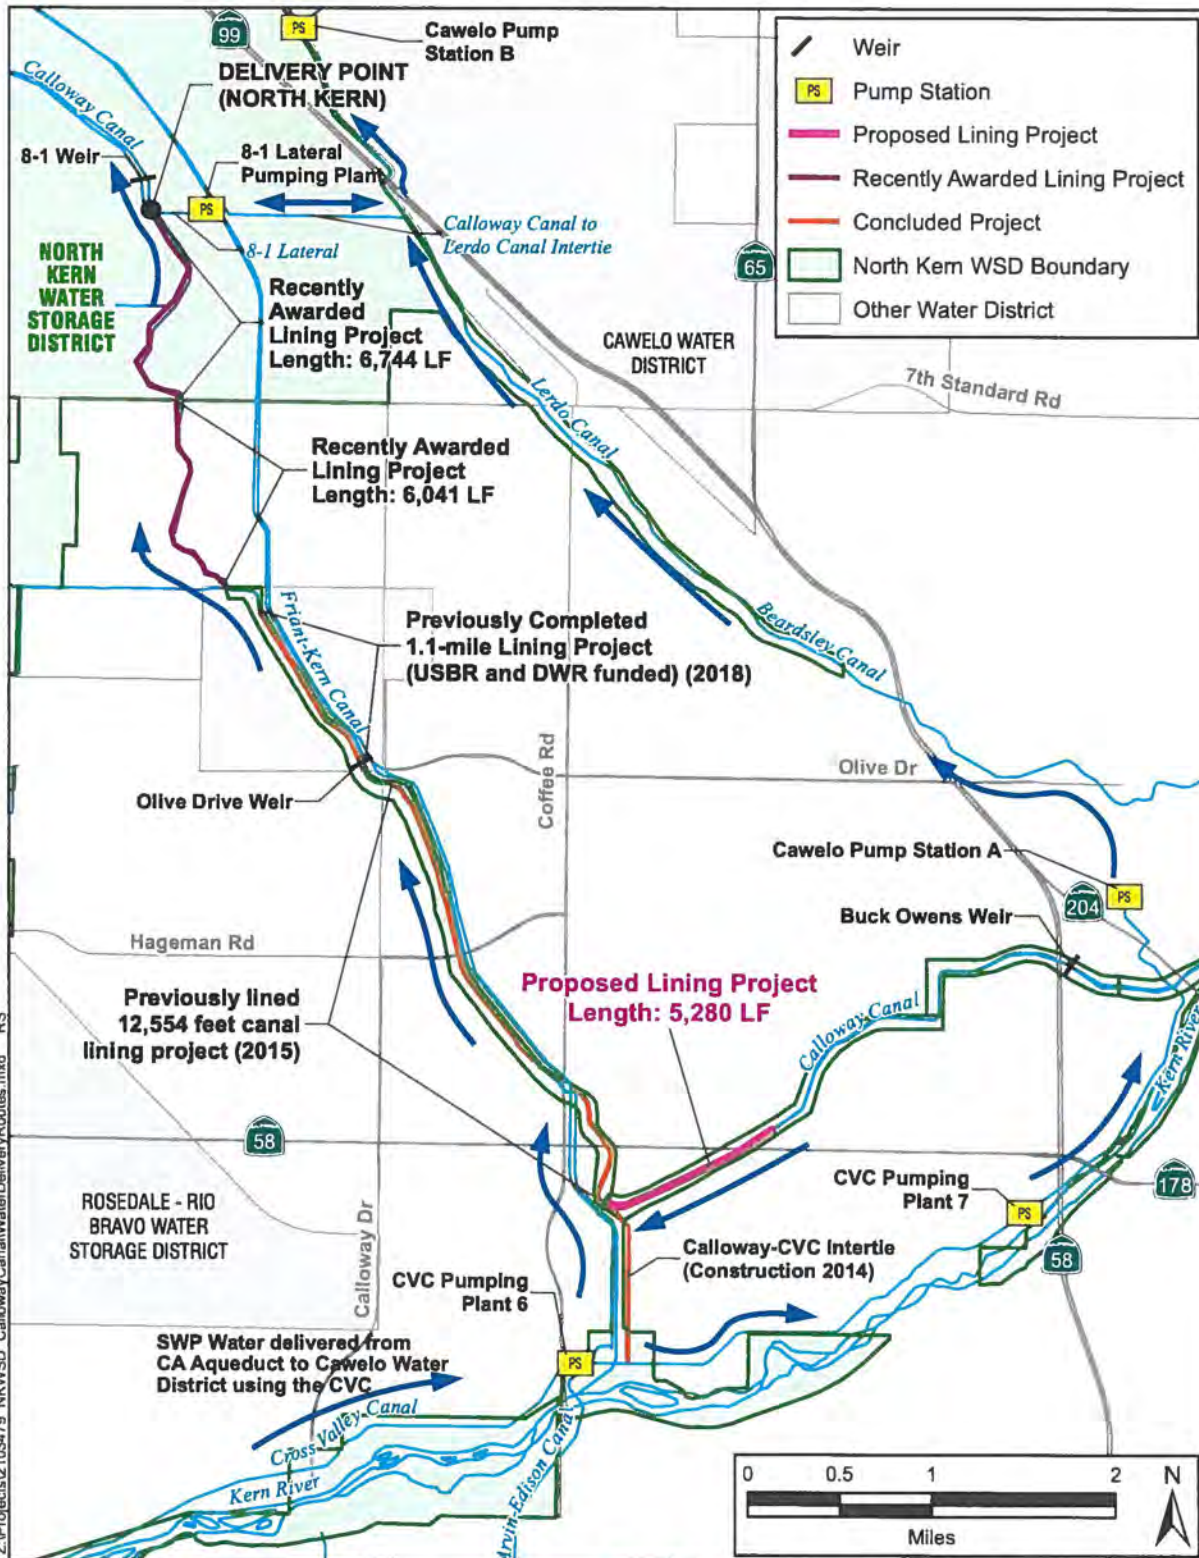 99
PS
Cawelo Pump
Station B
Calloway Canal
DELIVERY POINT
(NORTH KERN)
8-1 Weir
8-1 Lateral
Pumping Plant
PS
8-1 Lateral
Calloway Canal to
Lerdo Canal Intertie
NORTH
KERN
WATER
STORAGE
DISTRICT
Recently
Awarded
Lining Project
Length: 6,744 LF
Weir
PS
Pump Station
Proposed Lining Project
Recently Awarded Lining Project
Concluded Project
North Kern WSD Boundary
Other Water District
65
CAWELO WATER
DISTRICT
7th Standard Rd
Lerdo Canal
Recently Awarded
Lining Project
Length: 6,041 LF
Friant-Kern Canal
Previously Completed
1.1-mile Lining Project
(USBR and DWR funded) (2018)
Beardsley Canal
Olive Drive Weir
Coffee Rd
Olive Dr
Cawelo Pump Station A
PS
204
Buck Owens Weir
Hageman Rd
Proposed Lining Project
Length: 5,280 LF
Previously lined
12,554 feet canal
lining project (2015)
Calloway Canal
Kern River
58
ROSEDALE - RIO
BRAVO WATER
STORAGE DISTRICT
Calloway Dr
178
CVC Pumping
Plant 7
PS
58
Calloway-CVC Intertie
(Construction 2014)
CVC Pumping
Plant 6
PS
SWP Water delivered from
CA Aqueduct to Cawelo Water
District using the CVC
Cross Valley Canal
Kern River
Arvin-Edison Canal
0 0.5 1 2
Miles
N